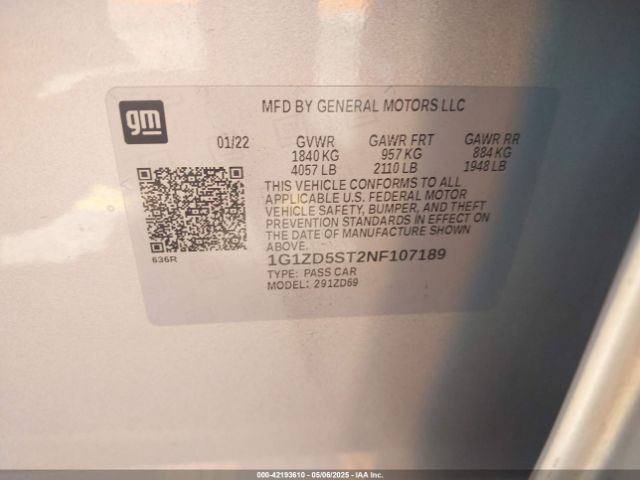 gm
MFD BY GENERAL MOTORS LLC
01/22 GVWR GAWR FRT GAWR RR
1840 KG 957 KG 884 KG
4057 LB 2110 LB 1948 LB
THIS VEHICLE CONFORMS TO ALL
APPLICABLE U.S. FEDERAL MOTOR
VEHICLE SAFETY, BUMPER, AND THEFT
PREVENTION STANDARDS IN EFFECT
ON THE DATE OF MANUFACTURE SHOWN
ABOVE.
636R
1G1ZD5ST2NF107189
TYPE: PASS CAR
MODEL: 291ZD69
000-42193610 - 05/06/2025 - IAA Inc.